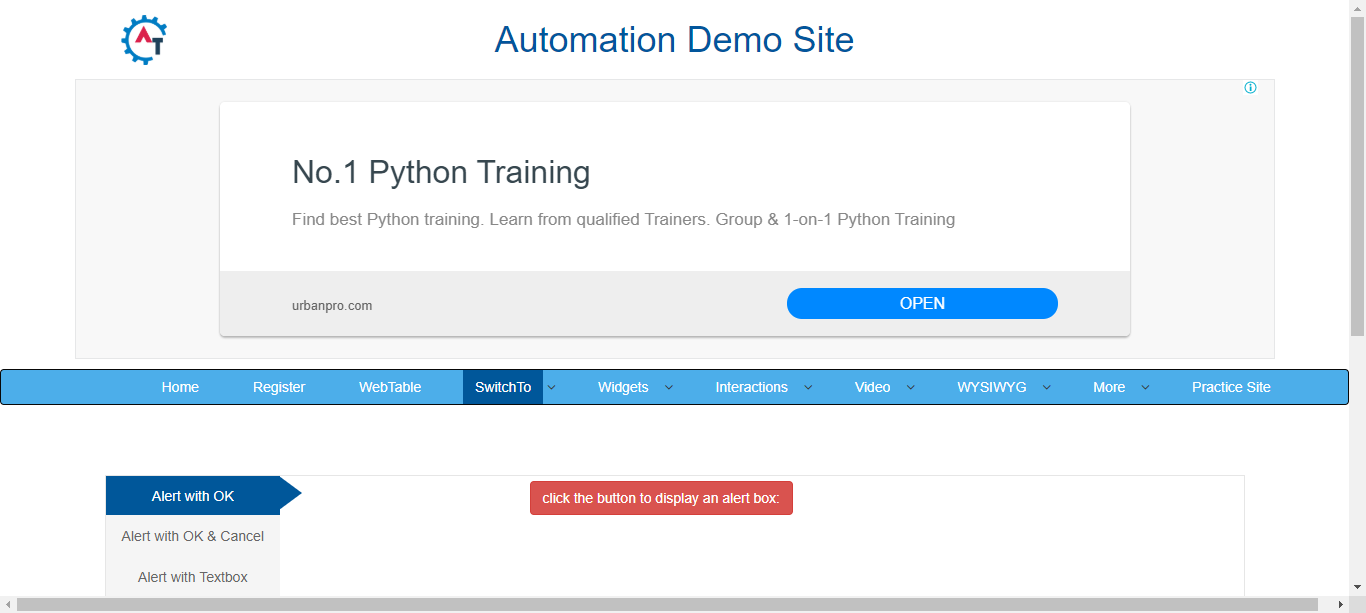 AT
Automation Demo Site
No.1 Python Training
Find best Python training. Learn from qualified Trainers. Group & 1-on-1 Python Training
urbanpro.com
OPEN
Home Register WebTable SwitchTo Widgets Interactions Video WYSIWYG More Practice Site
Alert with OK
click the button to display an alert box:
Alert with OK & Cancel
Alert with Textbox